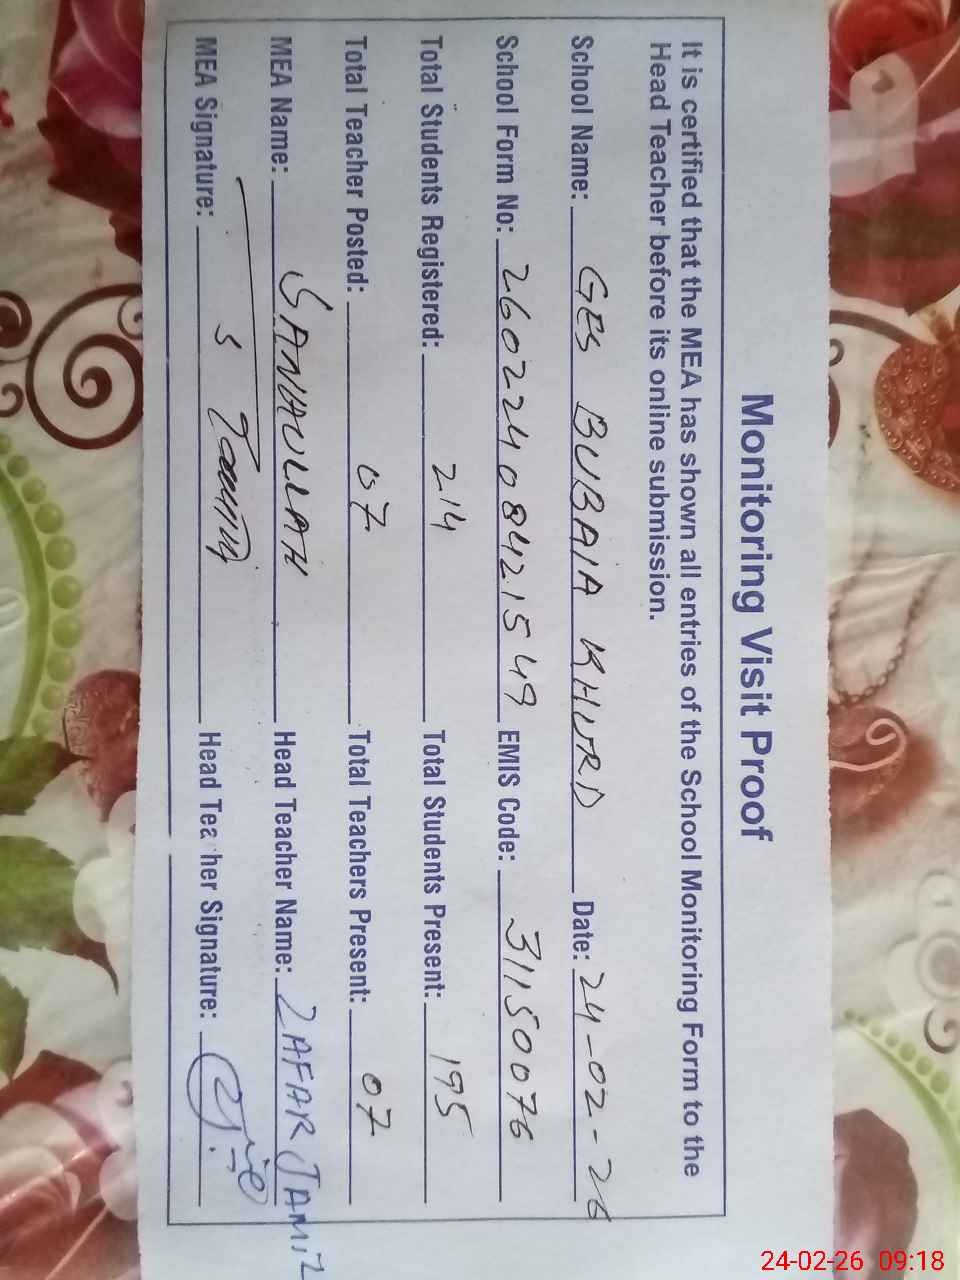 Monitoring Visit Proof
It is certified that the MEA has shown all entries of the School Monitoring Form to the
Head Teacher before its online submission.
School Name: GES BUBAIA KHURD Date: 24-02-26
School Form No: 26022408421549 EMIS Code: 31150076
Total Students Registered: 214 Total Students Present: 195
Total Teacher Posted: 07 Total Teachers Present: 07
MEA Name: SANAULLAH Head Teacher Name: ZAFAR JAMIL
MEA Signature: Head Teacher Signature:
24-02-26 09:18